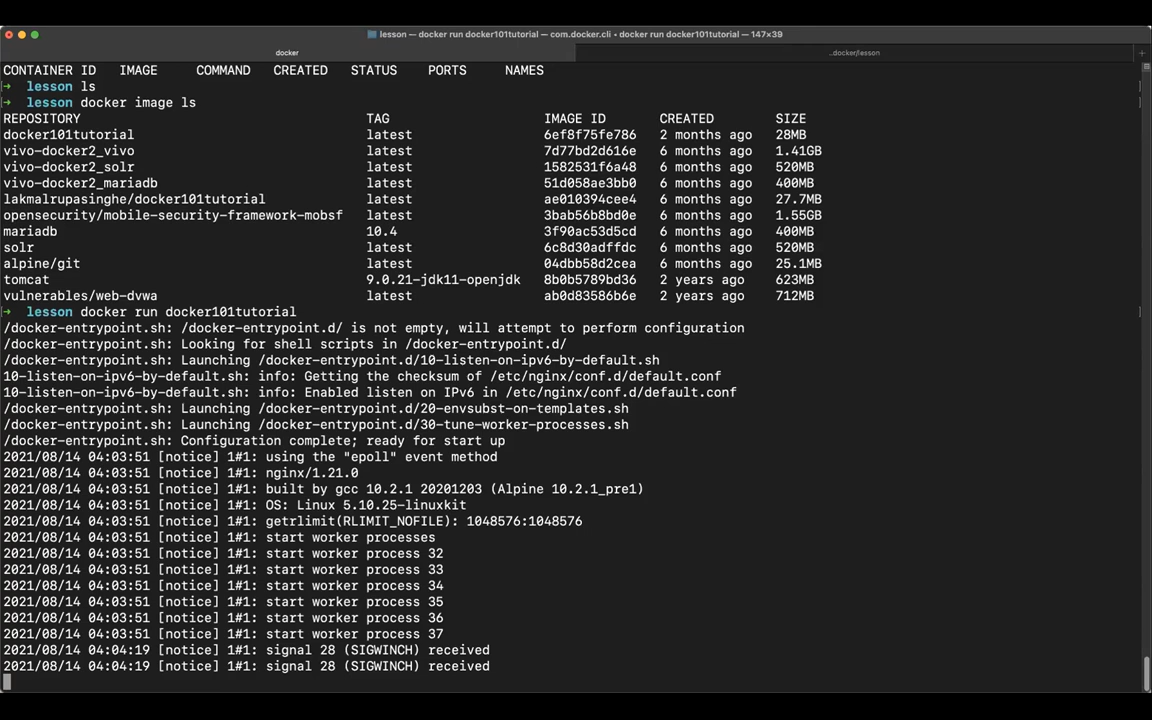 lesson — docker run docker101tutorial — com.docker.cli • docker run docker101tutorial — 147×39
docker
..docker/lesson
CONTAINER ID IMAGE COMMAND CREATED STATUS PORTS NAMES
→ lesson ls
→ lesson docker image ls
REPOSITORY TAG IMAGE ID CREATED SIZE
docker101tutorial latest 6ef8f75fe786 2 months ago 28MB
vivo-docker2_vivo latest 7d77bd2d616e 6 months ago 1.41GB
vivo-docker2_solr latest 1582531f6a48 6 months ago 520MB
vivo-docker2_mariadb latest 51d058ae3bb0 6 months ago 400MB
lakmalrupasinghe/docker101tutorial latest ae010394cee4 6 months ago 27.7MB
opensecurity/mobile-security-framework-mobsf latest 3bab56b8bd0e 6 months ago 1.55GB
mariadb 10.4 3f90ac53d5cd 6 months ago 400MB
solr latest 6c8d30adffdc 6 months ago 520MB
alpine/git latest 04dbb58d2cea 6 months ago 25.1MB
tomcat 9.0.21-jdk11-openjdk 8b0b5789bd36 2 years ago 623MB
vulnerables/web-dvwa latest ab0d83586b6e 2 years ago 712MB
→ lesson docker run docker101tutorial
/docker-entrypoint.sh: /docker-entrypoint.d/ is not empty, will attempt to perform configuration
/docker-entrypoint.sh: Looking for shell scripts in /docker-entrypoint.d/
/docker-entrypoint.sh: Launching /docker-entrypoint.d/10-listen-on-ipv6-by-default.sh
10-listen-on-ipv6-by-default.sh: info: Getting the checksum of /etc/nginx/conf.d/default.conf
10-listen-on-ipv6-by-default.sh: info: Enabled listen on IPv6 in /etc/nginx/conf.d/default.conf
/docker-entrypoint.sh: Launching /docker-entrypoint.d/20-envsubst-on-templates.sh
/docker-entrypoint.sh: Launching /docker-entrypoint.d/30-tune-worker-processes.sh
/docker-entrypoint.sh: Configuration complete; ready for start up
2021/08/14 04:03:51 [notice] 1#1: using the "epoll" event method
2021/08/14 04:03:51 [notice] 1#1: nginx/1.21.0
2021/08/14 04:03:51 [notice] 1#1: built by gcc 10.2.1 20201203 (Alpine 10.2.1_pre1)
2021/08/14 04:03:51 [notice] 1#1: OS: Linux 5.10.25-linuxkit
2021/08/14 04:03:51 [notice] 1#1: getrlimit(RLIMIT_NOFILE): 1048576:1048576
2021/08/14 04:03:51 [notice] 1#1: start worker processes
2021/08/14 04:03:51 [notice] 1#1: start worker process 32
2021/08/14 04:03:51 [notice] 1#1: start worker process 33
2021/08/14 04:03:51 [notice] 1#1: start worker process 34
2021/08/14 04:03:51 [notice] 1#1: start worker process 35
2021/08/14 04:03:51 [notice] 1#1: start worker process 36
2021/08/14 04:03:51 [notice] 1#1: start worker process 37
2021/08/14 04:04:19 [notice] 1#1: signal 28 (SIGWINCH) received
2021/08/14 04:04:19 [notice] 1#1: signal 28 (SIGWINCH) received